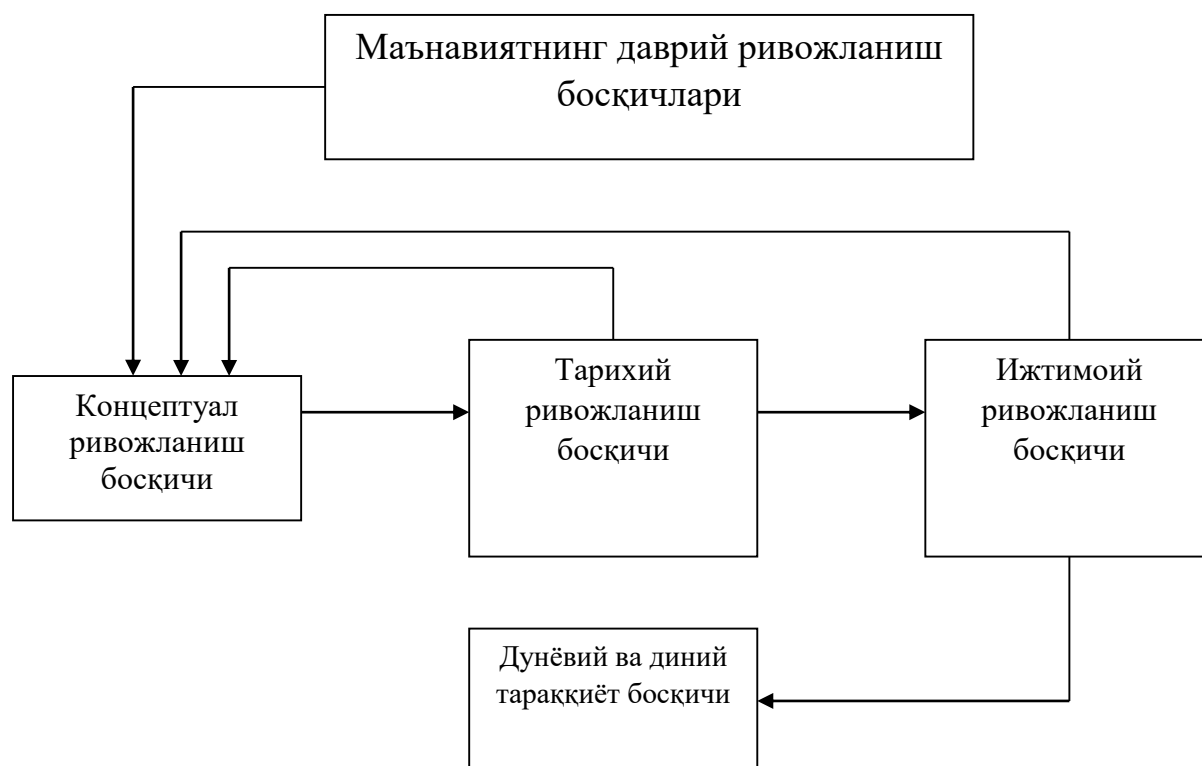 Маънавиятнинг даврий ривожланиш
босқичлари
Концептуал
ривожланиш
босқичи
Тарихий
ривожланиш
босқичи
Ижтимоий
ривожланиш
босқичи
Дунёвий ва диний
тараққиёт босқичи